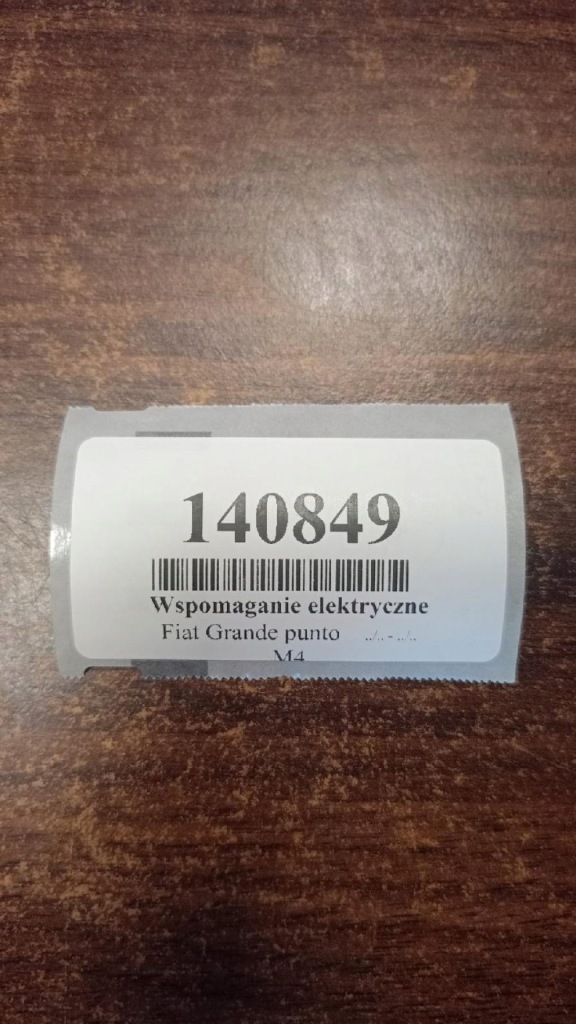 140849
Wspomaganie elektryczne
Fiat Grande punto ../.. - ../..
M4